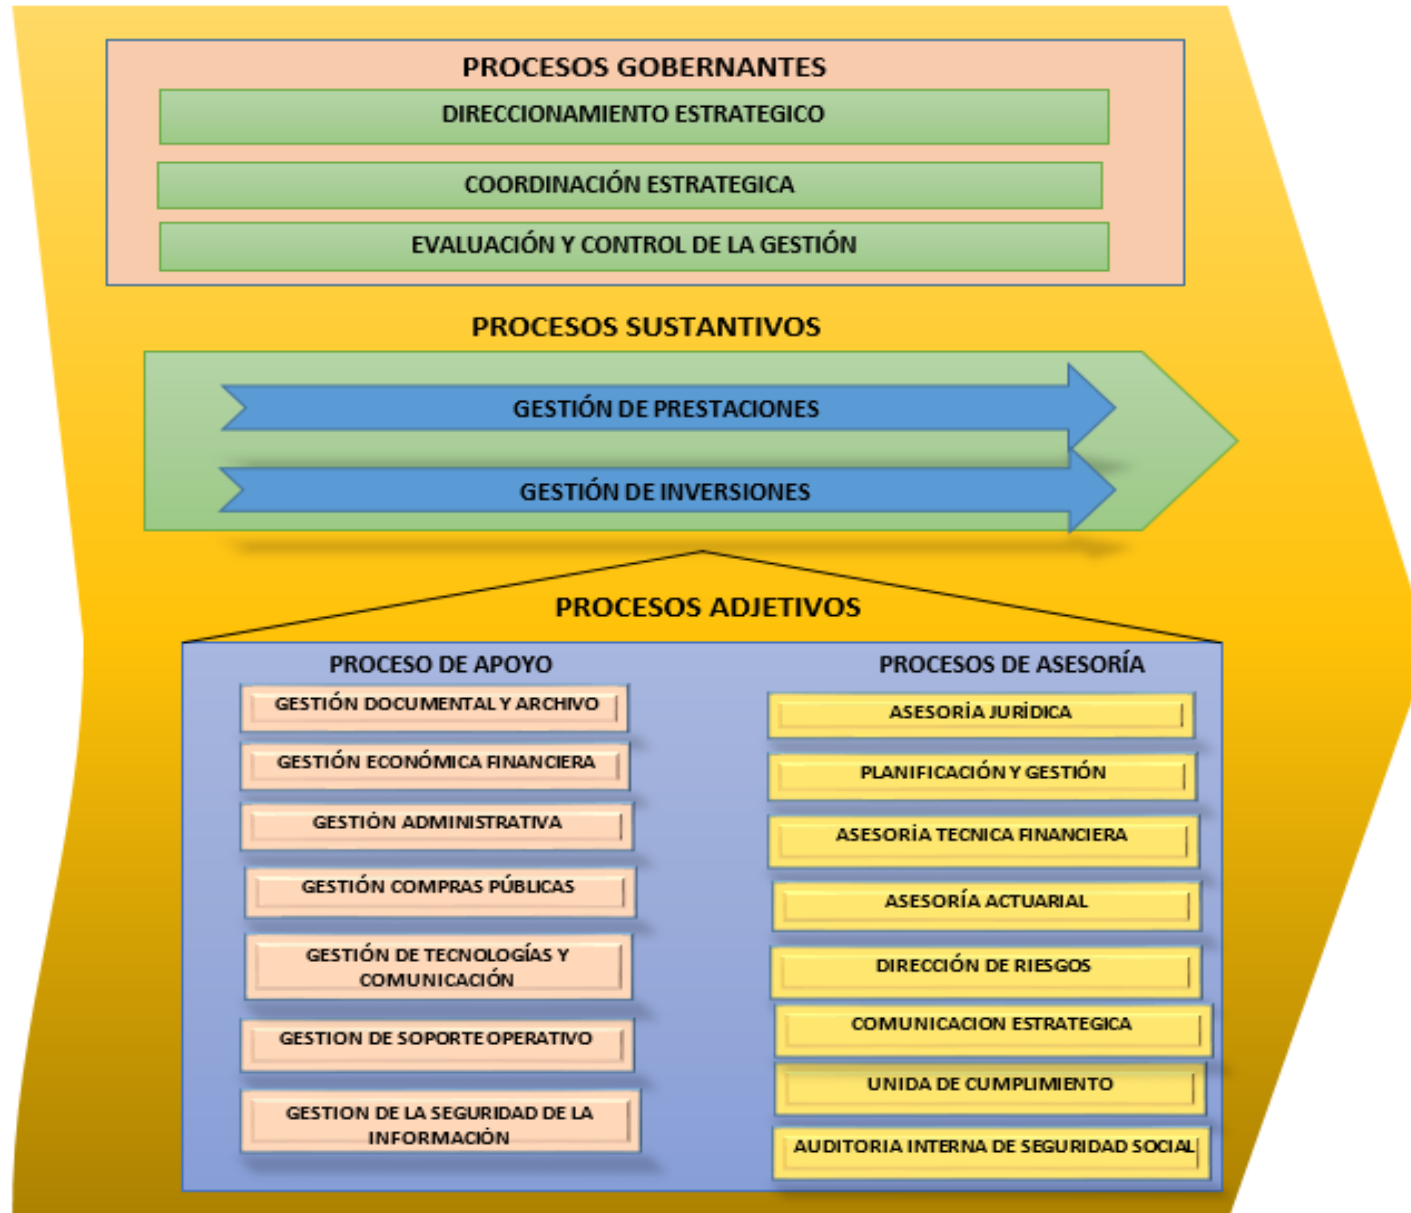 PROCESOS GOBERNANTES
DIRECCIONAMIENTO ESTRATEGICO
COORDINACIÓN ESTRATEGICA
EVALUACIÓN Y CONTROL DE LA GESTIÓN
PROCESOS SUSTANTIVOS
GESTIÓN DE PRESTACIONES
GESTIÓN DE INVERSIONES
PROCESOS ADJETIVOS
PROCESO DE APOYO
GESTIÓN DOCUMENTAL Y ARCHIVO
GESTIÓN ECONÓMICA FINANCIERA
GESTIÓN ADMINISTRATIVA
GESTIÓN COMPRAS PÚBLICAS
GESTIÓN DE TECNOLOGÍAS Y
COMUNICACIÓN
GESTION DE SOPORTE OPERATIVO
GESTION DE LA SEGURIDAD DE LA
INFORMACIÓN
PROCESOS DE ASESORÍA
ASESORÍA JURÍDICA
PLANIFICACIÓN Y GESTIÓN
ASESORÍA TECNICA FINANCIERA
ASESORÍA ACTUARIAL
DIRECCIÓN DE RIESGOS
COMUNICACION ESTRATEGICA
UNIDA DE CUMPLIMIENTO
AUDITORIA INTERNA DE SEGURIDAD SOCIAL